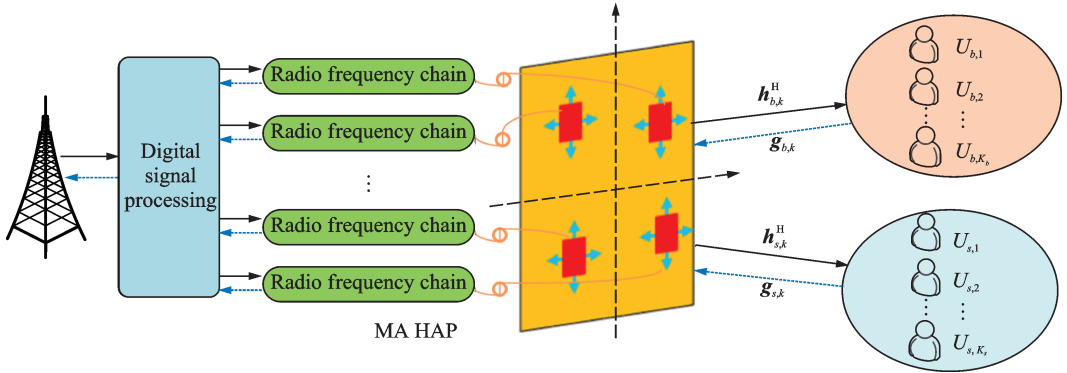 Radio frequency chain
Radio frequency chain
⋮
Radio frequency chain
Radio frequency chain
Digital
signal
processing
MA HAP
h_{b,k}^H
g_{b,k}
h_{s,k}^H
g_{s,k}
U_{b,1}
U_{b,2}
⋮ ⋮
U_{b,K_b}
U_{s,1}
U_{s,2}
⋮ ⋮
U_{s,K_s}